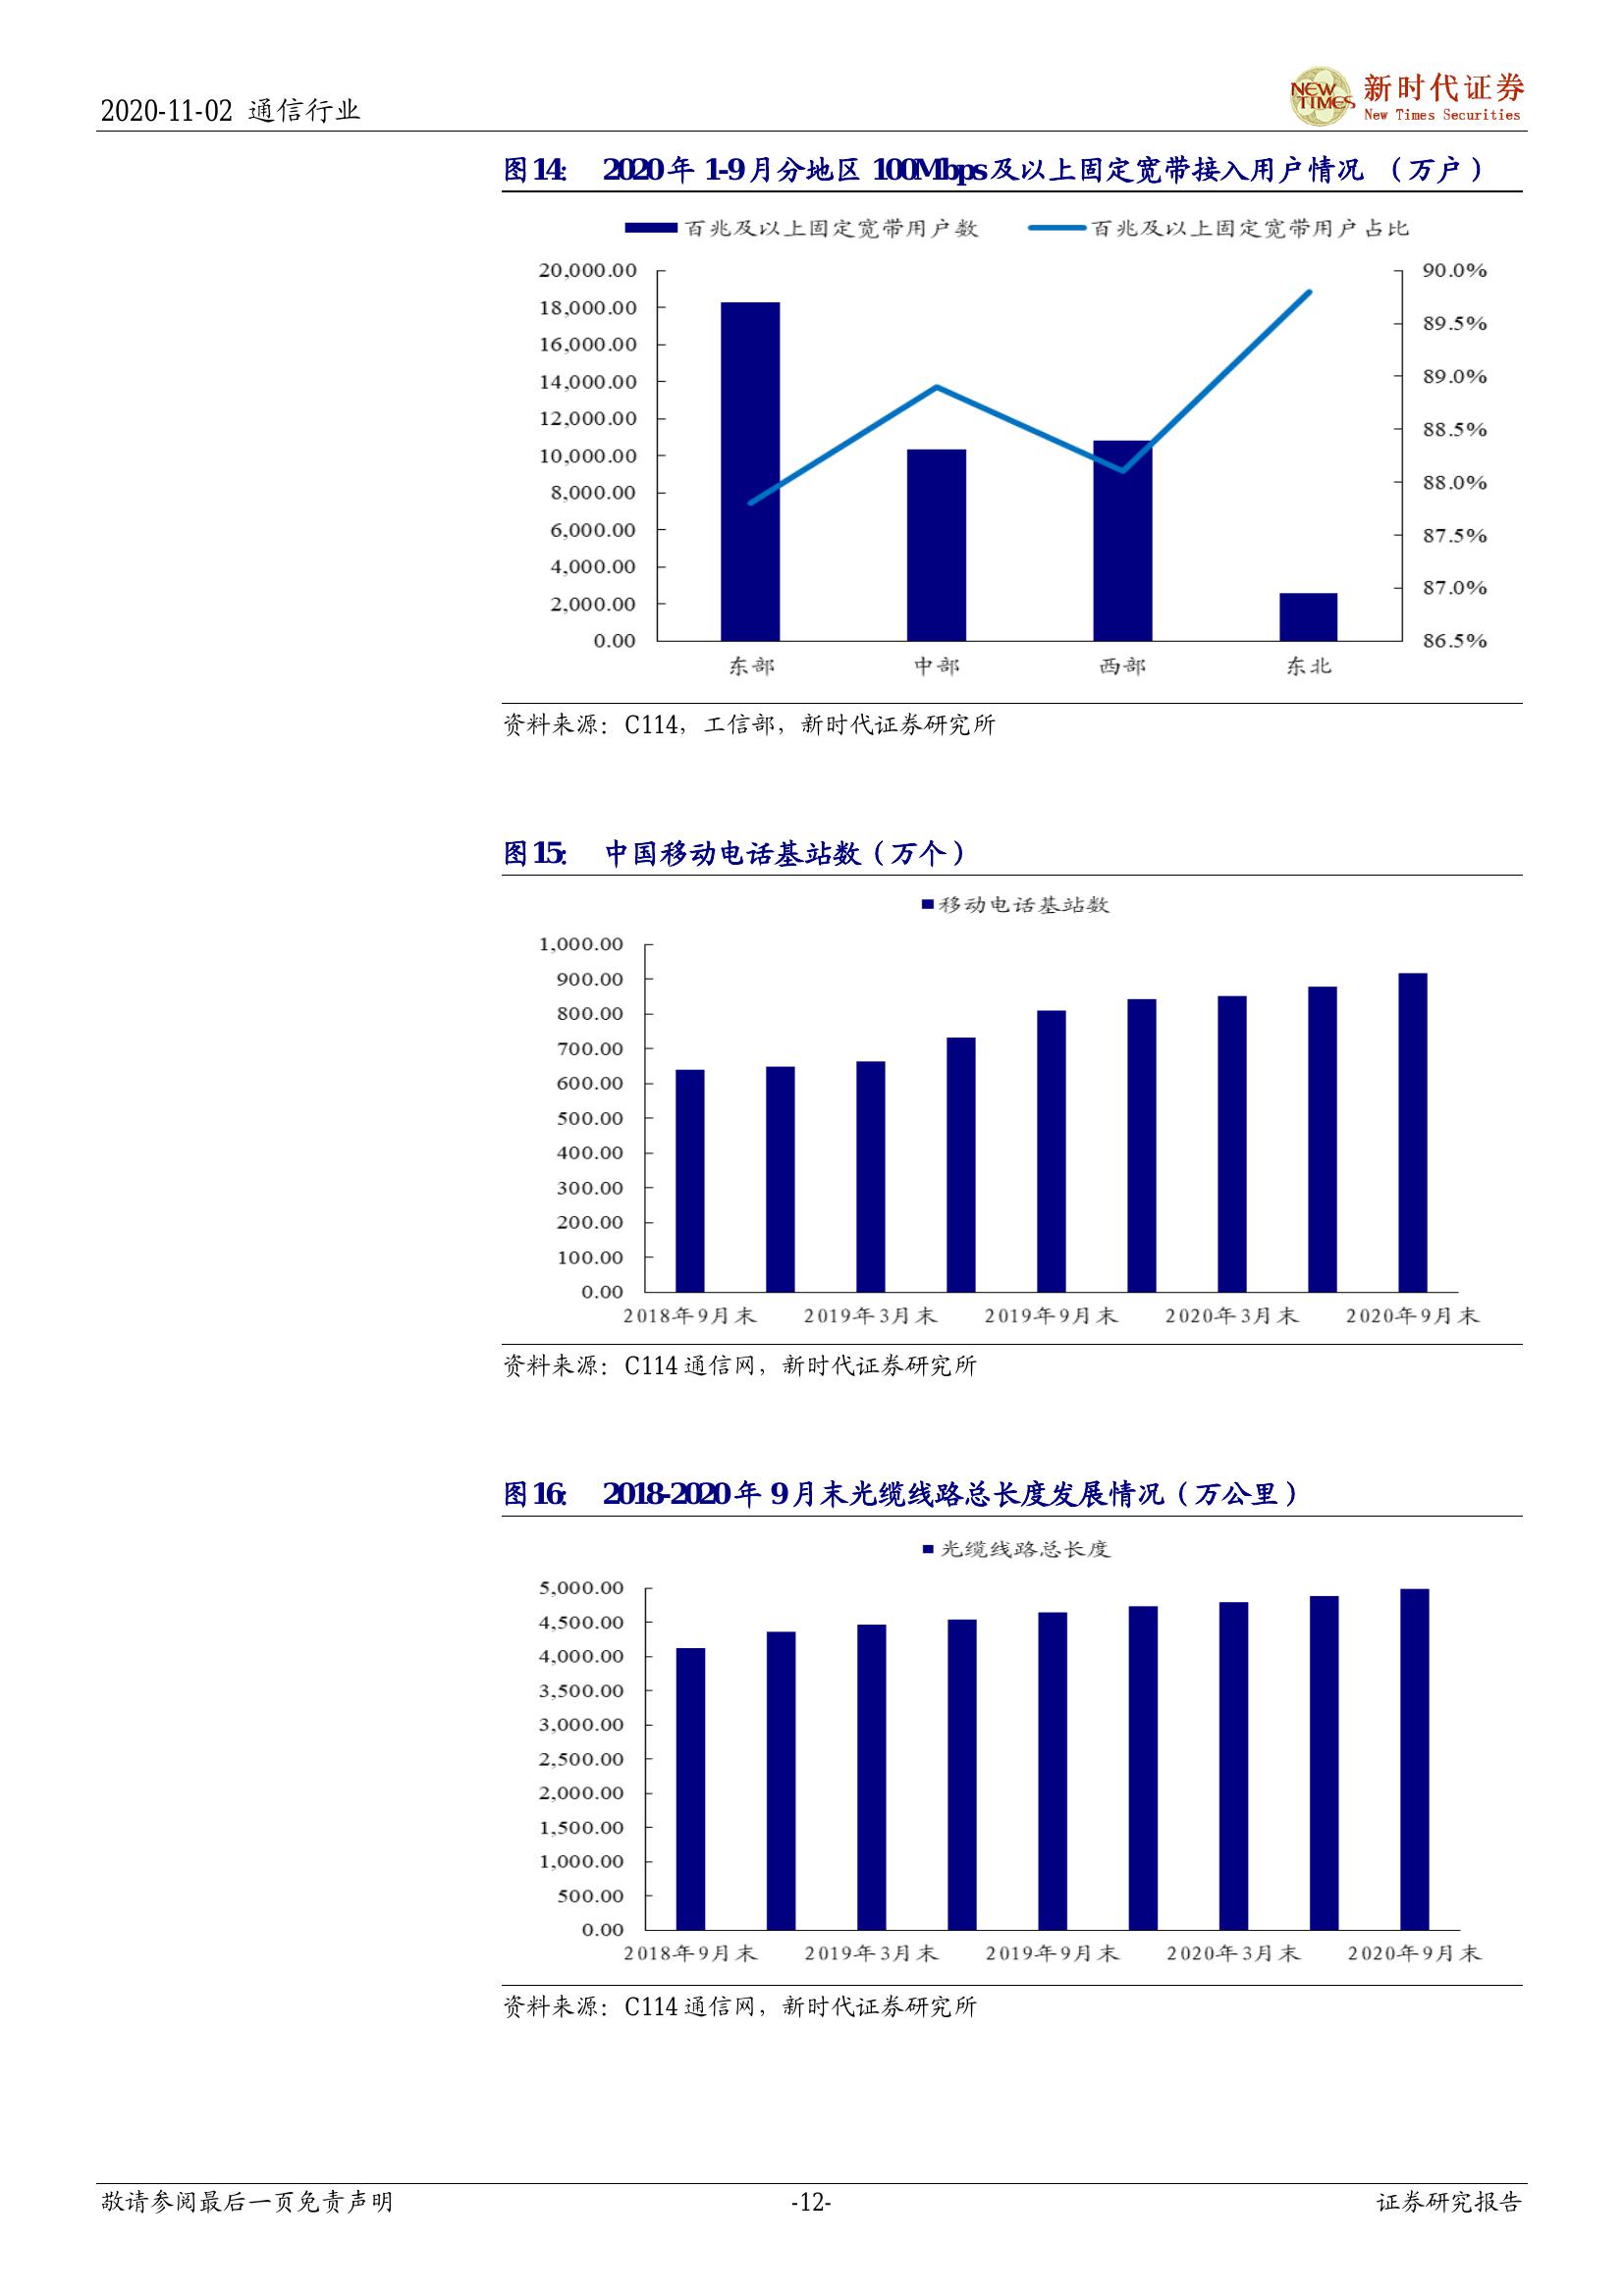 2020-11-02 通信行业
NEW TIMES
新时代证券
New Times Securities
图14: 2020年1-9月分地区100Mbps及以上固定宽带接入用户情况 （万户）
百兆及以上固定宽带用户数 百兆及以上固定宽带用户占比
20,000.00 90.0%
18,000.00 89.5%
16,000.00 89.0%
14,000.00 88.5%
12,000.00 88.0%
10,000.00 87.5%
8,000.00 87.0%
6,000.00 86.5%
4,000.00
2,000.00
0.00
东部 中部 西部 东北
资料来源：C114，工信部，新时代证券研究所
图15: 中国移动电话基站数（万个）
移动电话基站数
1,000.00
900.00
800.00
700.00
600.00
500.00
400.00
300.00
200.00
100.00
0.00
2018年9月末 2019年3月末 2019年9月末 2020年3月末 2020年9月末
资料来源：C114通信网，新时代证券研究所
图16: 2018-2020年9月末光缆线路总长度发展情况（万公里）
光缆线路总长度
5,000.00
4,500.00
4,000.00
3,500.00
3,000.00
2,500.00
2,000.00
1,500.00
1,000.00
500.00
0.00
2018年9月末 2019年3月末 2019年9月末 2020年3月末 2020年9月末
资料来源：C114通信网，新时代证券研究所
敬请参阅最后一页免责声明 -12- 证券研究报告